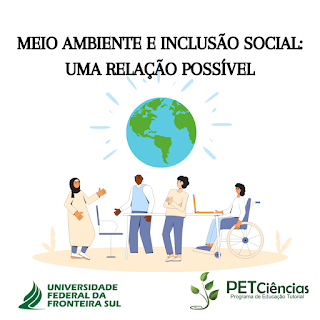 MEIO AMBIENTE E INCLUSÃO SOCIAL:
UMA RELAÇÃO POSSÍVEL
UNIVERSIDADE
FEDERAL DA
FRONTEIRA SUL
PETCiências
Programa de Educação Tutorial